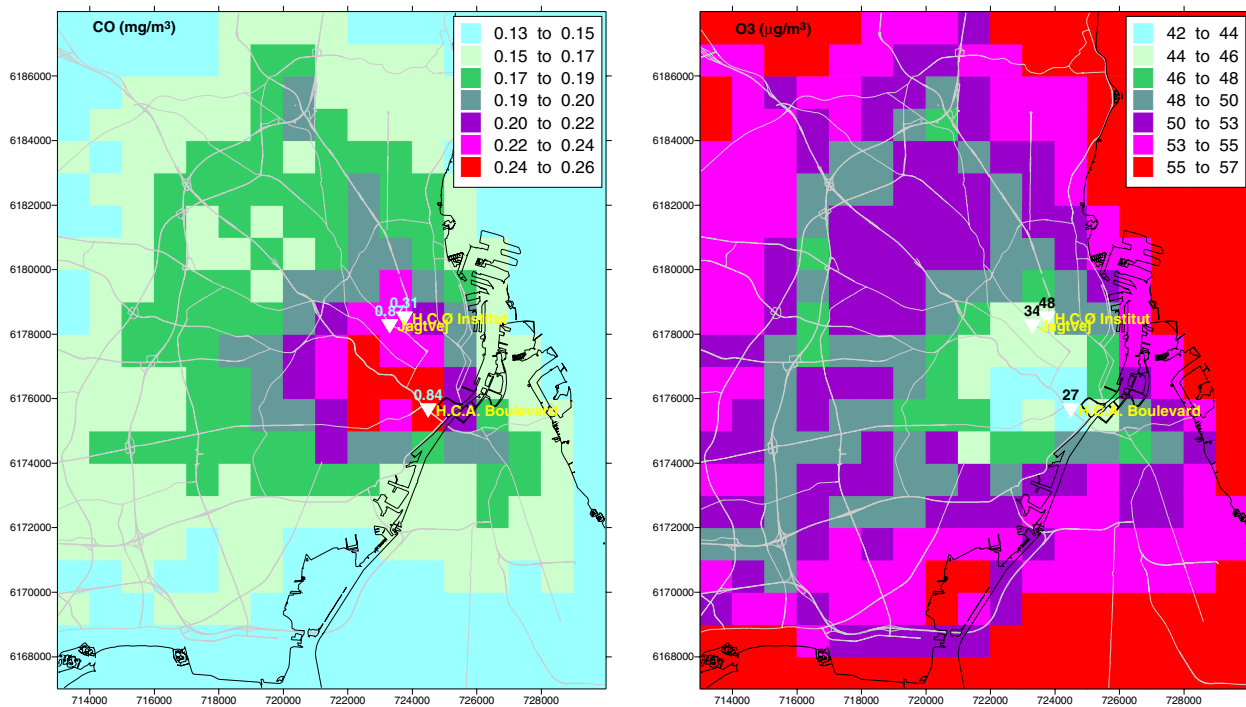 CO (mg/m³)
0.13 to 0.15
0.15 to 0.17
0.17 to 0.19
0.19 to 0.20
0.20 to 0.22
0.22 to 0.24
0.24 to 0.26
6186000
6184000
6182000
6180000
6178000
6176000
6174000
6172000
6170000
6168000
0.31
H.C.Ø Institut
Jagtvej
0.84
H.C.A. Boulevard
714000 716000 718000 720000 722000 724000 726000 728000
O3 (µg/m³)
42 to 44
44 to 46
46 to 48
48 to 50
50 to 53
53 to 55
55 to 57
6186000
6184000
6182000
6180000
6178000
6176000
6174000
6172000
6170000
6168000
48
34
H.C.Ø Institut
Jagtvej
27
H.C.A. Boulevard
714000 716000 718000 720000 722000 724000 726000 728000